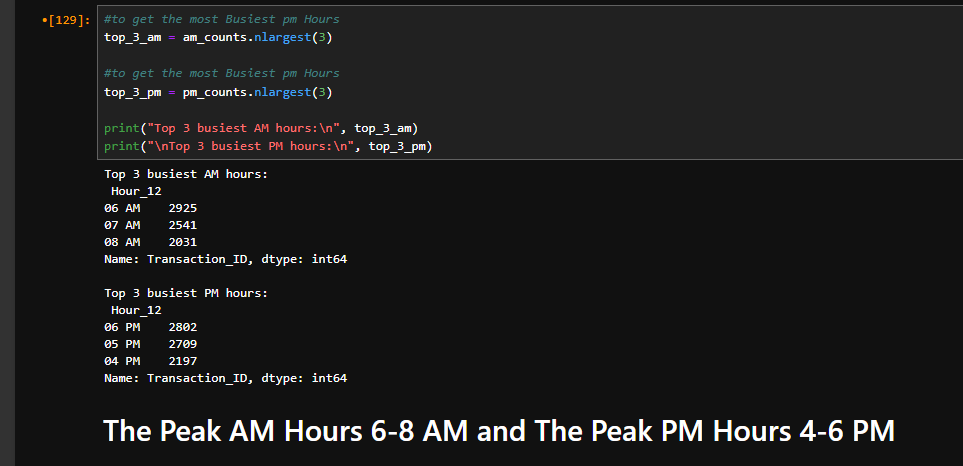 •[129]:
#to get the most Busiest pm Hours
top_3_am = am_counts.nlargest(3)
#to get the most Busiest pm Hours
top_3_pm = pm_counts.nlargest(3)
print("Top 3 busiest AM hours:\n", top_3_am)
print("\nTop 3 busiest PM hours:\n", top_3_pm)
Top 3 busiest AM hours:
Hour_12
06 AM    2925
07 AM    2541
08 AM    2031
Name: Transaction_ID, dtype: int64
Top 3 busiest PM hours:
Hour_12
06 PM    2802
05 PM    2709
04 PM    2197
Name: Transaction_ID, dtype: int64
The Peak AM Hours 6-8 AM and The Peak PM Hours 4-6 PM